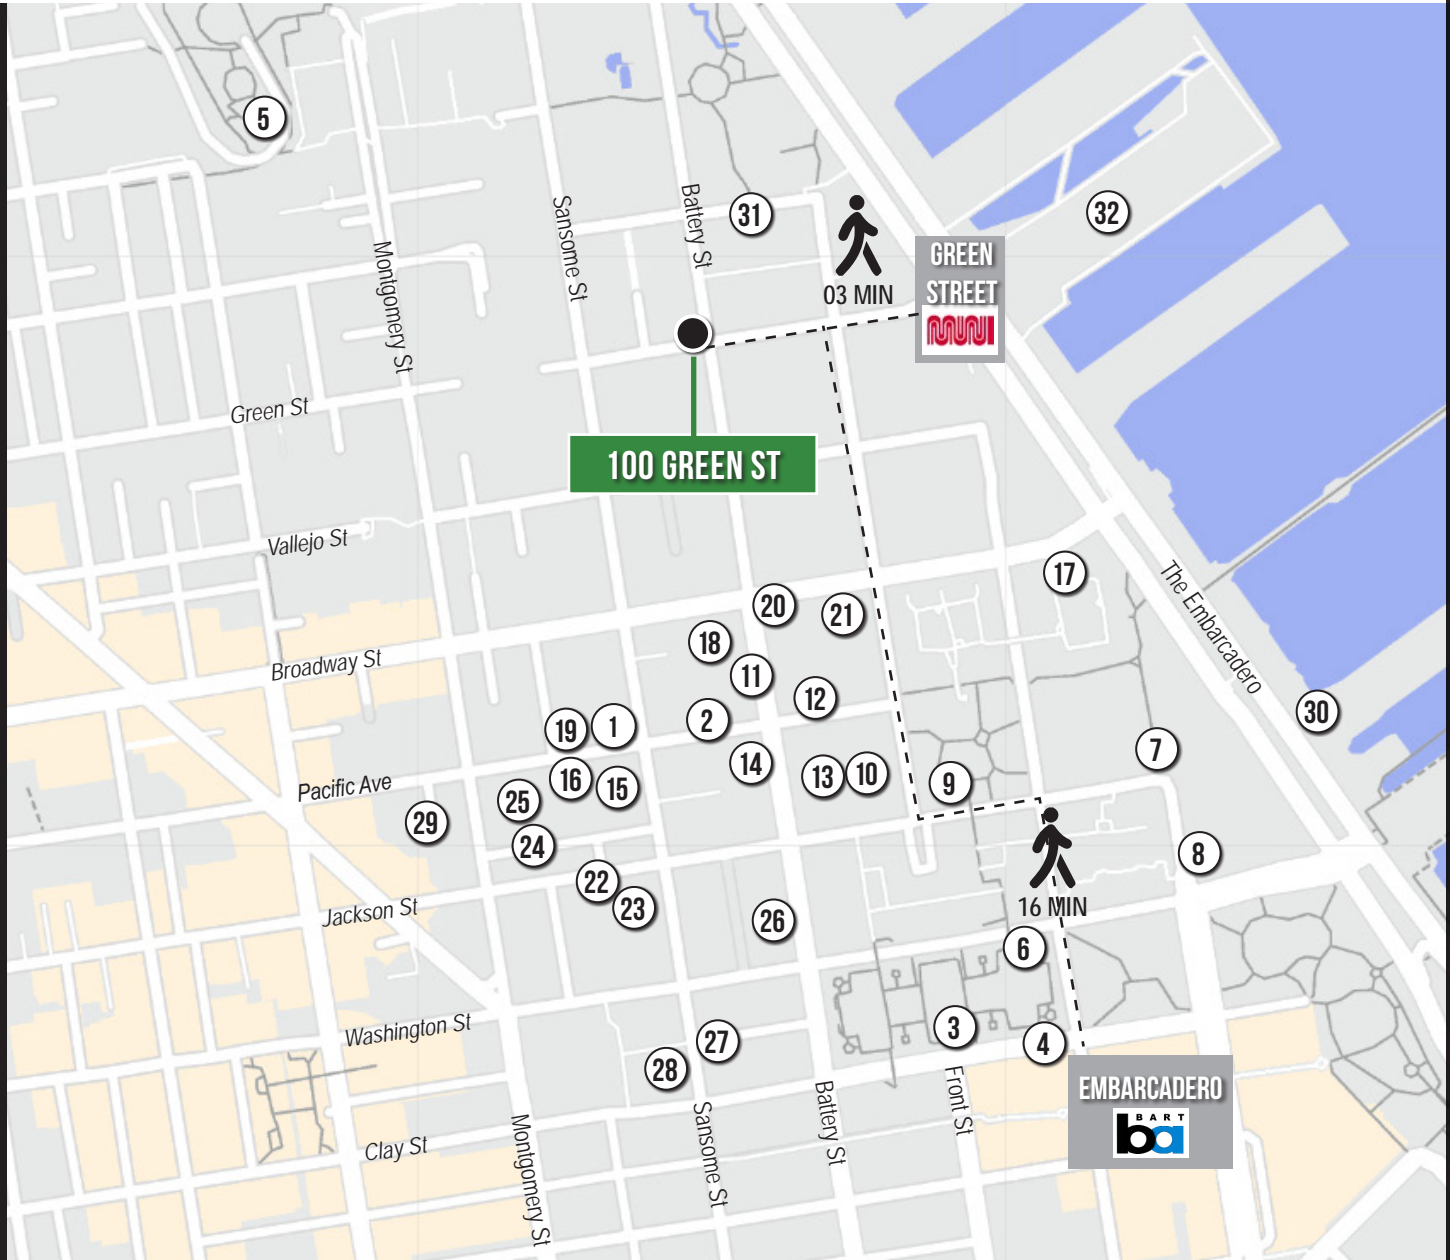 5
31
32
Battery St
Sansome St
Montgomery St
03 MIN
GREEN
STREET
MUNI
Green St
100 GREEN ST
Vallejo St
17
The Embarcadero
20
21
18
11
Broadway St
12
30
19
1
2
7
14
16
15
13
10
9
Pacific Ave
25
29
24
8
22
23
Jackson St
16 MIN
26
6
Washington St
3
27
4
28
Front St
Battery St
Sansome St
Montgomery St
Clay St
EMBARCADERO
BART
ba